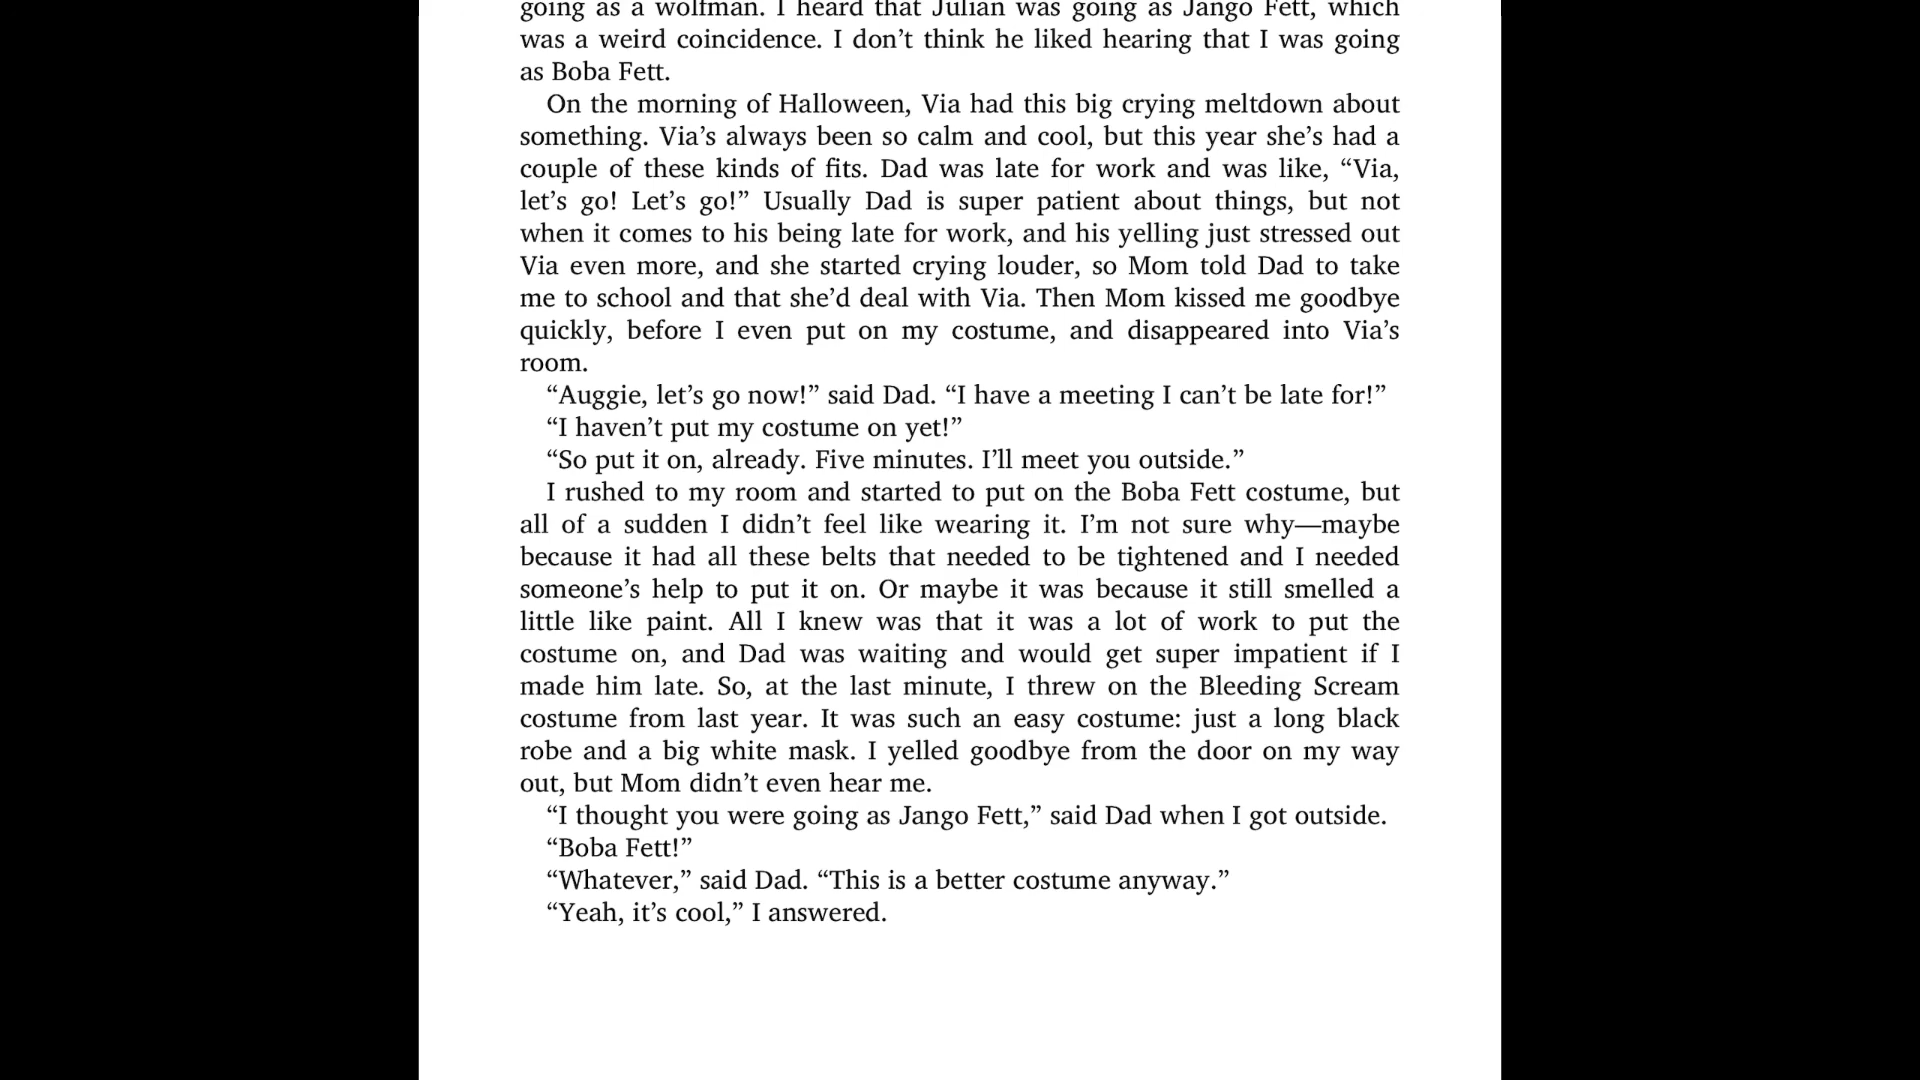 going as a wolfman. I heard that Julian was going as Jango Fett, which
was a weird coincidence. I don’t think he liked hearing that I was going
as Boba Fett.
On the morning of Halloween, Via had this big crying meltdown about
something. Via’s always been so calm and cool, but this year she’s had a
couple of these kinds of fits. Dad was late for work and was like, “Via,
let’s go! Let’s go!” Usually Dad is super patient about things, but not
when it comes to his being late for work, and his yelling just stressed out
Via even more, and she started crying louder, so Mom told Dad to take
me to school and that she’d deal with Via. Then Mom kissed me goodbye
quickly, before I even put on my costume, and disappeared into Via’s
room.
“Auggie, let’s go now!” said Dad. “I have a meeting I can’t be late for!”
“I haven’t put my costume on yet!”
“So put it on, already. Five minutes. I’ll meet you outside.”
I rushed to my room and started to put on the Boba Fett costume, but
all of a sudden I didn’t feel like wearing it. I’m not sure why—maybe
because it had all these belts that needed to be tightened and I needed
someone’s help to put it on. Or maybe it was because it still smelled a
little like paint. All I knew was that it was a lot of work to put the
costume on, and Dad was waiting and would get super impatient if I
made him late. So, at the last minute, I threw on the Bleeding Scream
costume from last year. It was such an easy costume: just a long black
robe and a big white mask. I yelled goodbye from the door on my way
out, but Mom didn’t even hear me.
“I thought you were going as Jango Fett,” said Dad when I got outside.
“Boba Fett!”
“Whatever,” said Dad. “This is a better costume anyway.”
“Yeah, it’s cool,” I answered.